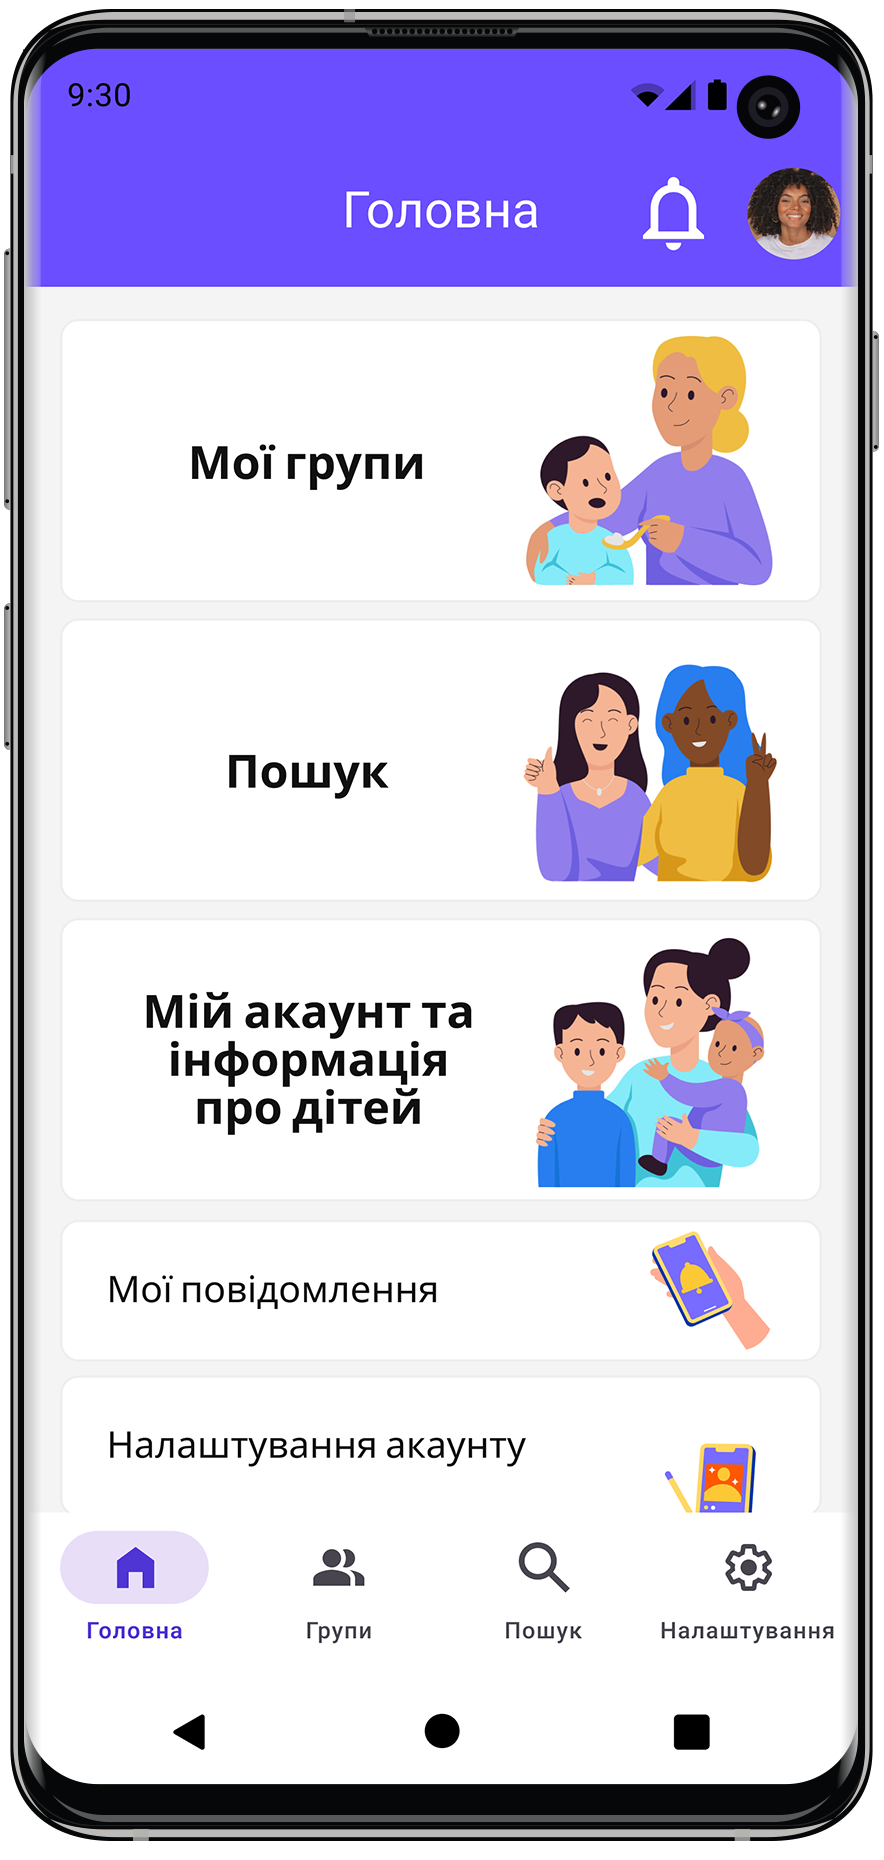 9:30
Головна
Мої групи
Пошук
Мій акаунт та
інформація
про дітей
Мої повідомлення
Налаштування акаунту
Головна
Групи
Пошук
Налаштування